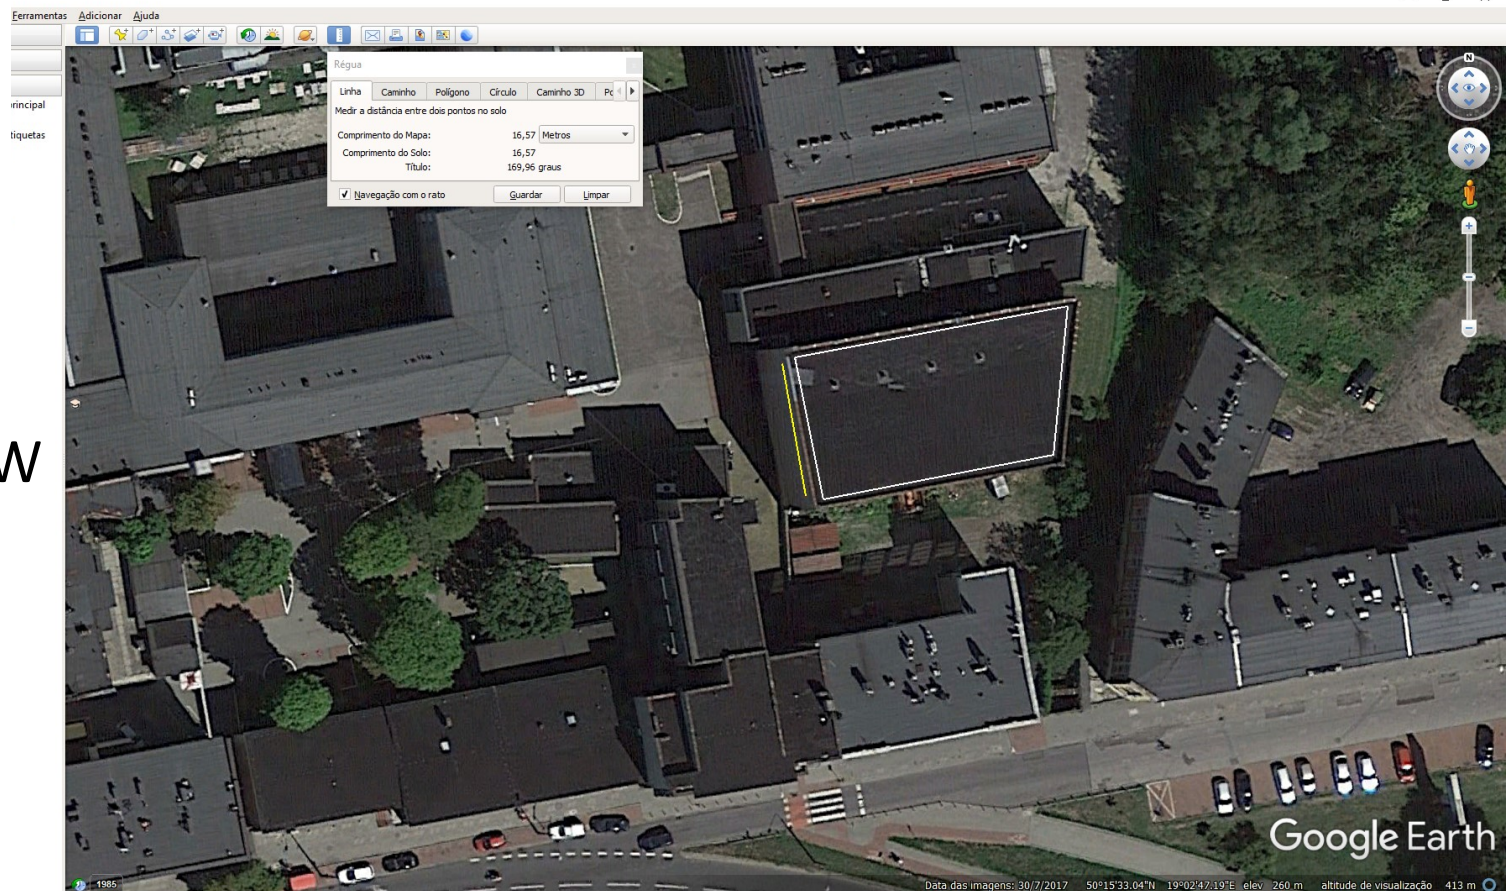 Ferramentas Adicionar Ajuda
rincipal
tiquetas
W
Régua
Linha Caminho Polígono Círculo Caminho 3D Po
Medir a distância entre dois pontos no solo
Comprimento do Mapa: 16,57 Metros
Comprimento do Solo: 16,57
Título: 169,96 graus
Navegação com o rato Guardar Limpar
N
Google Earth
1985 Data das imagens: 30/7/2017 50°15'33.04"N 19°02'47.19"E elev 260 m altitude de visualização 413 m